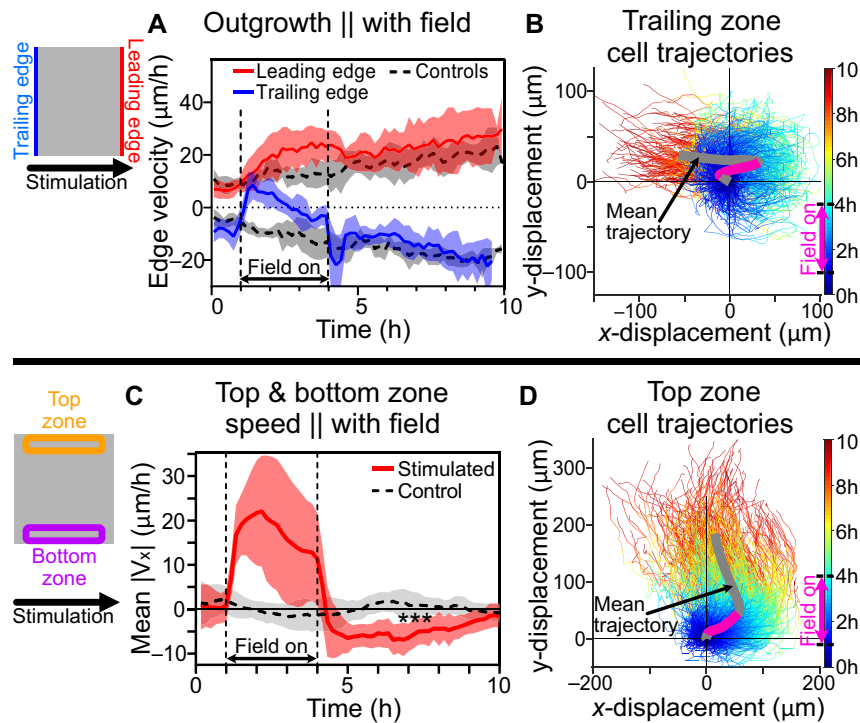 A
Outgrowth || with field
Trailing edge
Leading edge
Stimulation
Leading edge
Trailing edge
Controls
Edge velocity (µm/h)
40
20
0
−20
Field on
0
5
10
Time (h)
B
Trailing zone
cell trajectories
y-displacement (µm)
100
0
−100
Mean
trajectory
−100
0
100
x-displacement (µm)
Field on
10
8h
6h
4h
2h
0h
C
Top & bottom zone
speed || with field
Top
zone
Bottom
zone
Stimulation
Mean |Vx| (µm/h)
30
20
10
0
−10
Stimulated
Control
***
Field on
0
5
10
Time (h)
D
Top zone
cell trajectories
y-displacement (µm)
300
200
100
0
Mean
trajectory
−200
0
200
x-displacement (µm)
Field on
10
8h
6h
4h
2h
0h